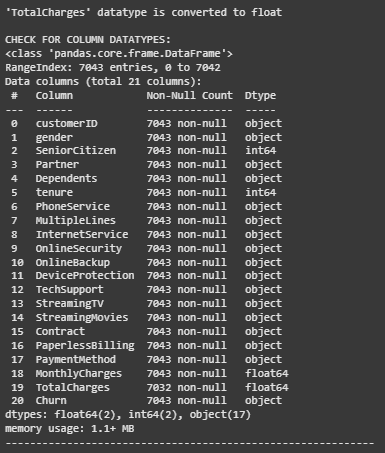 'TotalCharges' datatype is converted to float
CHECK FOR COLUMN DATATYPES:
<class 'pandas.core.frame.DataFrame'>
RangeIndex: 7043 entries, 0 to 7042
Data columns (total 21 columns):
 #   Column            Non-Null Count  Dtype
---  ------            --------------  -----
 0   customerID        7043 non-null   object
 1   gender            7043 non-null   object
 2   SeniorCitizen     7043 non-null   int64
 3   Partner           7043 non-null   object
 4   Dependents        7043 non-null   object
 5   tenure            7043 non-null   int64
 6   PhoneService      7043 non-null   object
 7   MultipleLines     7043 non-null   object
 8   InternetService   7043 non-null   object
 9   OnlineSecurity    7043 non-null   object
 10  OnlineBackup      7043 non-null   object
 11  DeviceProtection  7043 non-null   object
 12  TechSupport       7043 non-null   object
 13  StreamingTV       7043 non-null   object
 14  StreamingMovies   7043 non-null   object
 15  Contract          7043 non-null   object
 16  PaperlessBilling  7043 non-null   object
 17  PaymentMethod     7043 non-null   object
 18  MonthlyCharges    7043 non-null   float64
 19  TotalCharges      7032 non-null   float64
 20  Churn             7043 non-null   object
dtypes: float64(2), int64(2), object(17)
memory usage: 1.1+ MB
------------------------------------------------------------